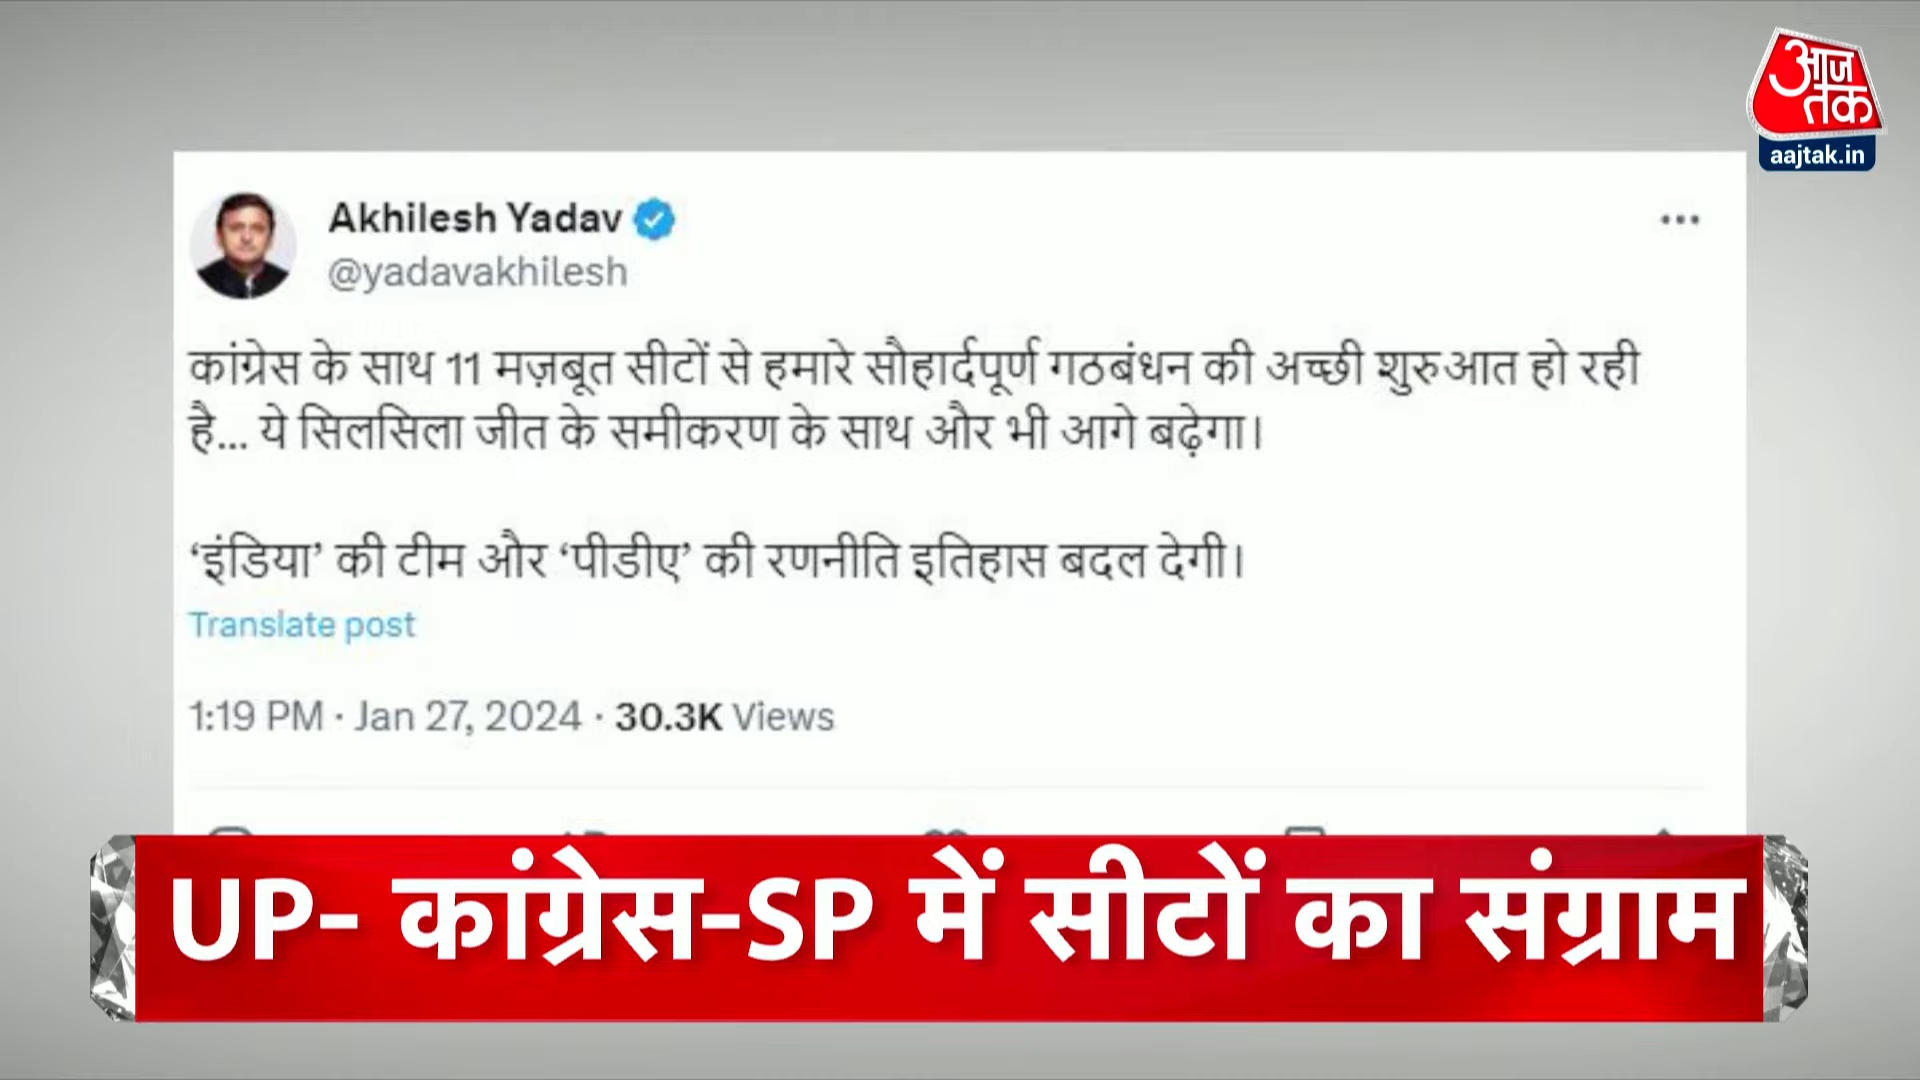 आज
तक
aajtak.in
Akhilesh Yadav
@yadavakhilesh
कांग्रेस के साथ 11 मज़बूत सीटों से हमारे सौहार्दपूर्ण गठबंधन की अच्छी शुरुआत हो रही
है... ये सिलसिला जीत के समीकरण के साथ और भी आगे बढ़ेगा।
‘इंडिया’ की टीम और ‘पीडीए’ की रणनीति इतिहास बदल देगी।
Translate post
1:19 PM · Jan 27, 2024 · 30.3K Views
UP- कांग्रेस-SP में सीटों का संग्राम